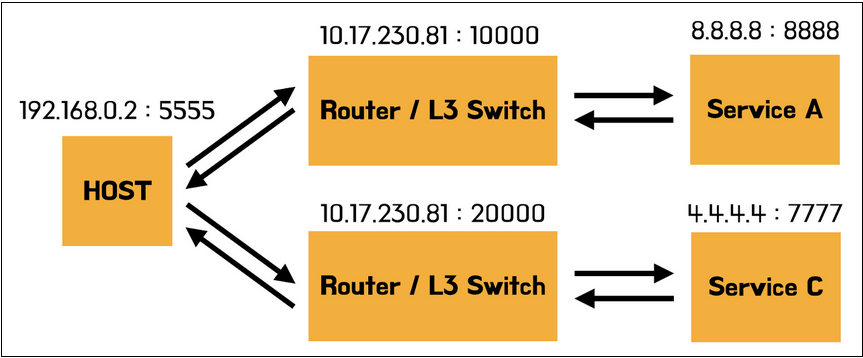 10.17.230.81 : 10000
8.8.8.8 : 8888
192.168.0.2 : 5555
Router / L3 Switch
Service A
HOST
10.17.230.81 : 20000
4.4.4.4 : 7777
Router / L3 Switch
Service C